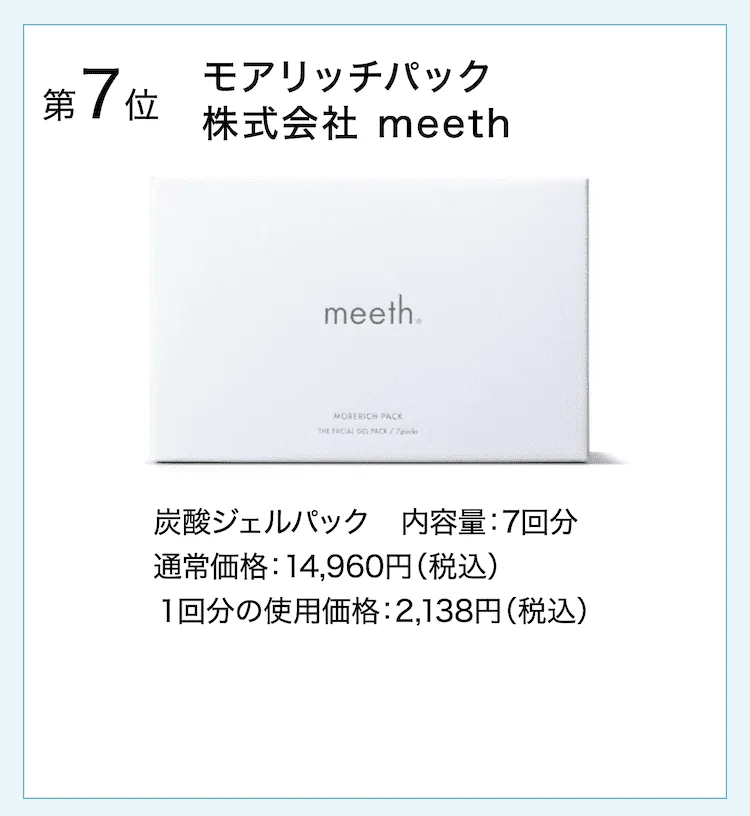 第7位
モアリッチパック
株式会社 meeth
meeth®
MORERICH PACK
THE FACIAL GEL PACK / 7packs
炭酸ジェルパック　内容量：7回分
通常価格：14,960円（税込）
1回分の使用価格：2,138円（税込）